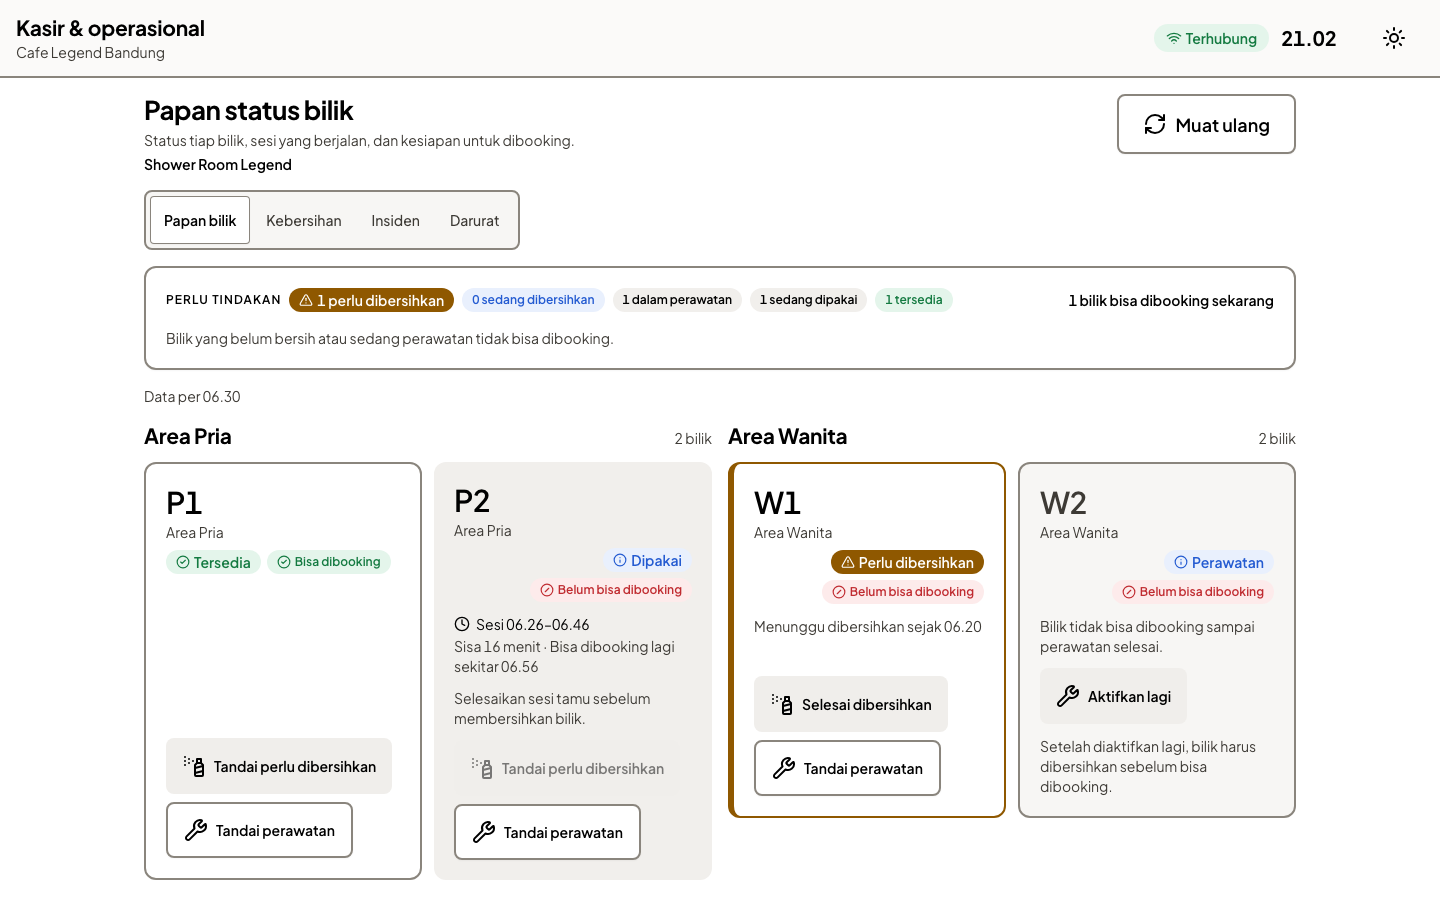 Kasir & operasional
Cafe Legend Bandung
Terhubung
21.02
Papan status bilik
Status tiap bilik, sesi yang berjalan, dan kesiapan untuk dibooking.
Shower Room Legend
Muat ulang
Papan bilik
Kebersihan
Insiden
Darurat
PERLU TINDAKAN
1 perlu dibersihkan
0 sedang dibersihkan
1 dalam perawatan
1 sedang dipakai
1 tersedia
1 bilik bisa dibooking sekarang
Bilik yang belum bersih atau sedang perawatan tidak bisa dibooking.
Data per 06.30
Area Pria
2 bilik
P1
Area Pria
Tersedia
Bisa dibooking
Tandai perlu dibersihkan
Tandai perawatan
P2
Area Pria
Dipakai
Belum bisa dibooking
Sesi 06.26–06.46
Sisa 16 menit · Bisa dibooking lagi
sekitar 06.56
Selesaikan sesi tamu sebelum
membersihkan bilik.
Tandai perlu dibersihkan
Tandai perawatan
Area Wanita
2 bilik
W1
Area Wanita
Perlu dibersihkan
Belum bisa dibooking
Menunggu dibersihkan sejak 06.20
Selesai dibersihkan
Tandai perawatan
W2
Area Wanita
Perawatan
Belum bisa dibooking
Bilik tidak bisa dibooking sampai
perawatan selesai.
Aktifkan lagi
Setelah diaktifkan lagi, bilik harus
dibersihkan sebelum bisa
dibooking.